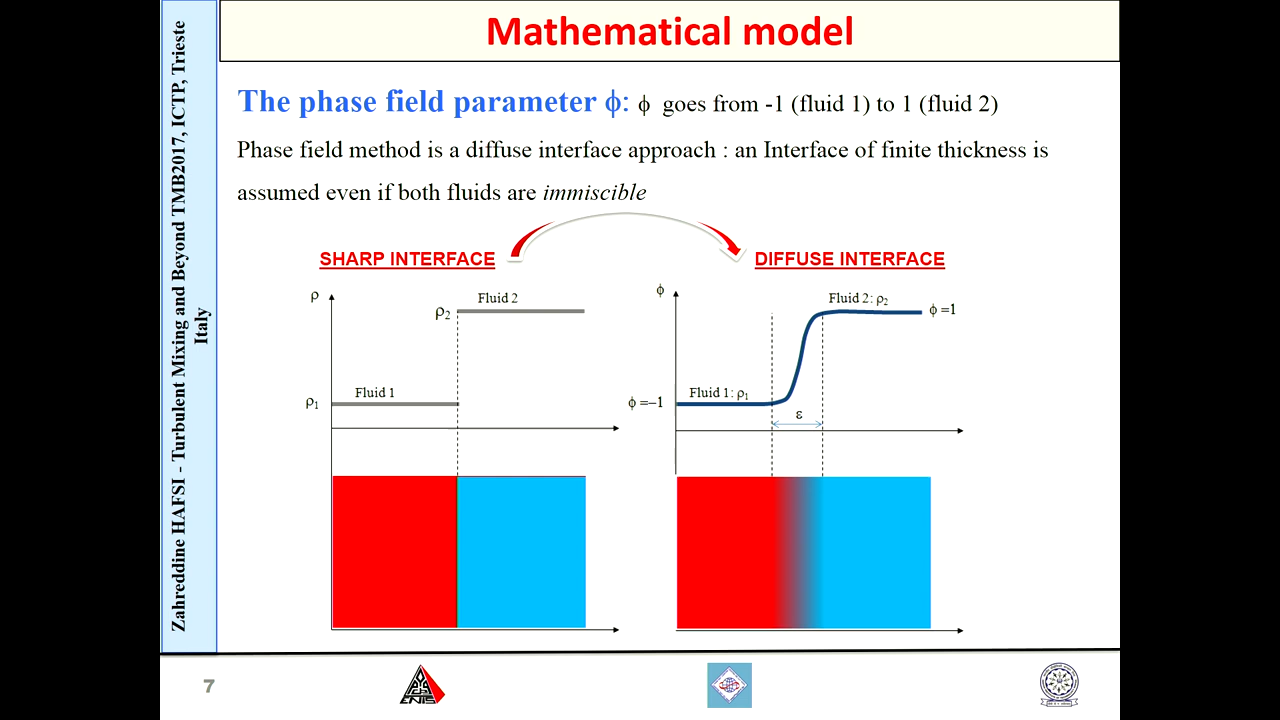 Mathematical model
Zahreddine HAFSI - Turbulent Mixing and Beyond TMB2017, ICTP, Trieste
Italy
The phase field parameter ϕ: ϕ goes from -1 (fluid 1) to 1 (fluid 2)
Phase field method is a diffuse interface approach : an Interface of finite thickness is
assumed even if both fluids are immiscible
SHARP INTERFACE
DIFFUSE INTERFACE
ρ
Fluid 2
ρ2
Fluid 1
ρ1
ϕ
Fluid 2: ρ2
ϕ =1
Fluid 1: ρ1
ϕ =−1
ε
7
ENIS